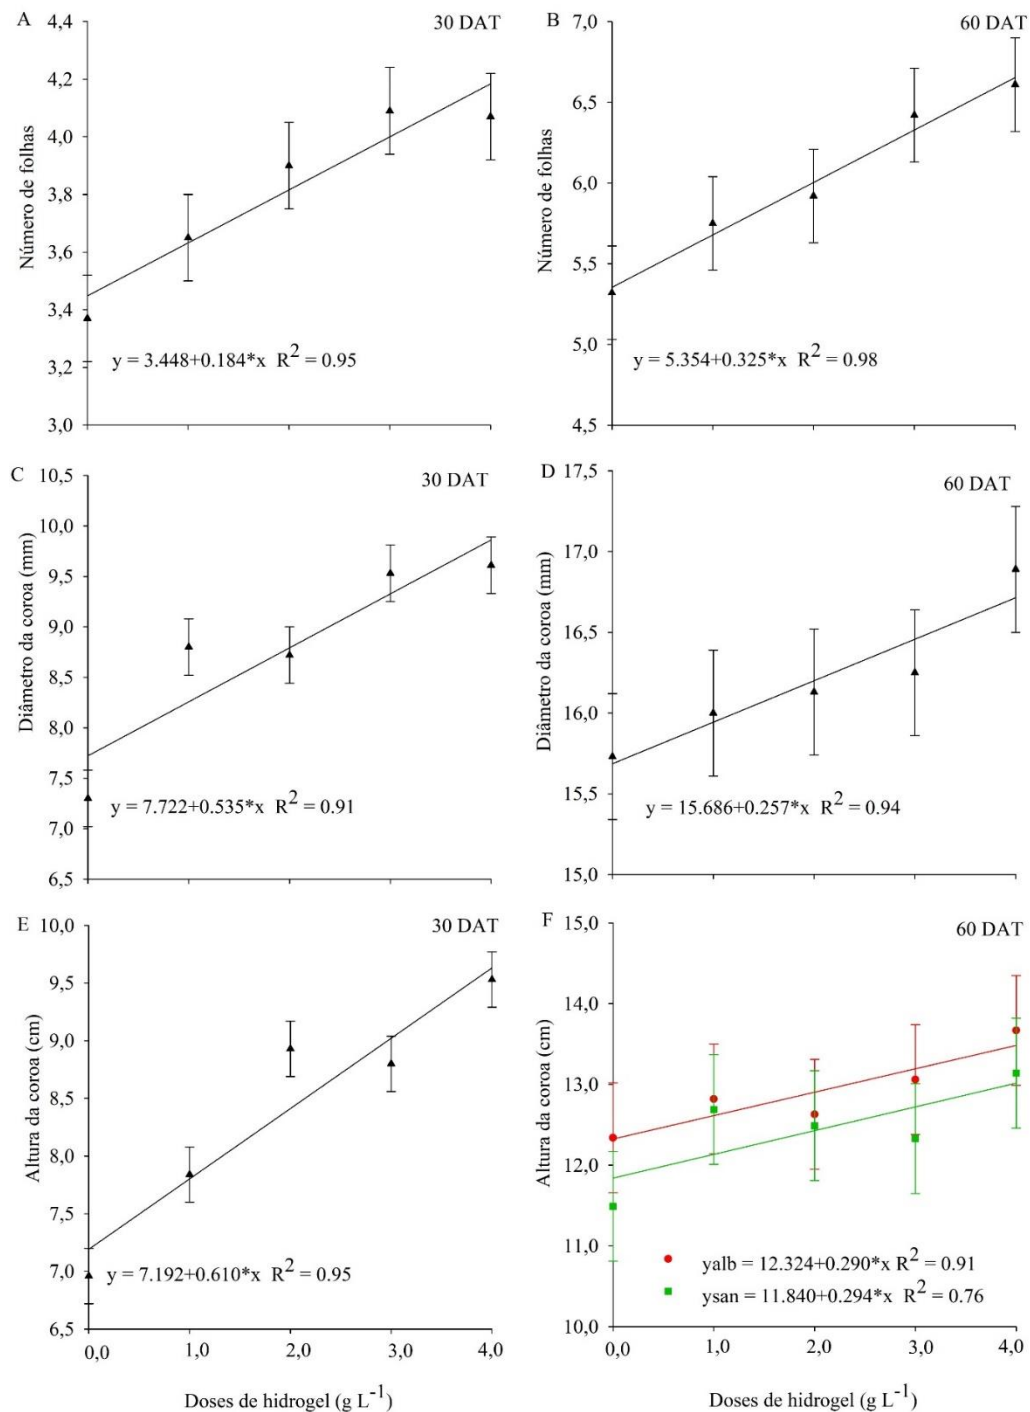 A
30 DAT
4,4
4,2
4,0
3,8
3,6
3,4
3,2
3,0
Número de folhas
y = 3.448+0.184*x R² = 0.95
B
60 DAT
7,0
6,5
6,0
5,5
5,0
4,5
Número de folhas
y = 5.354+0.325*x R² = 0.98
C
30 DAT
10,5
10,0
9,5
9,0
8,5
8,0
7,5
7,0
6,5
Diâmetro da coroa (mm)
y = 7.722+0.535*x R² = 0.91
D
60 DAT
17,5
17,0
16,5
16,0
15,5
15,0
Diâmetro da coroa (mm)
y = 15.686+0.257*x R² = 0.94
E
30 DAT
10,0
9,5
9,0
8,5
8,0
7,5
7,0
6,5
Altura da coroa (cm)
y = 7.192+0.610*x R² = 0.95
0,0 1,0 2,0 3,0 4,0
Doses de hidrogel (g L⁻¹)
F
60 DAT
15,0
14,0
13,0
12,0
11,0
10,0
Altura da coroa (cm)
yalb = 12.324+0.290*x R² = 0.91
ysan = 11.840+0.294*x R² = 0.76
0,0 1,0 2,0 3,0 4,0
Doses de hidrogel (g L⁻¹)